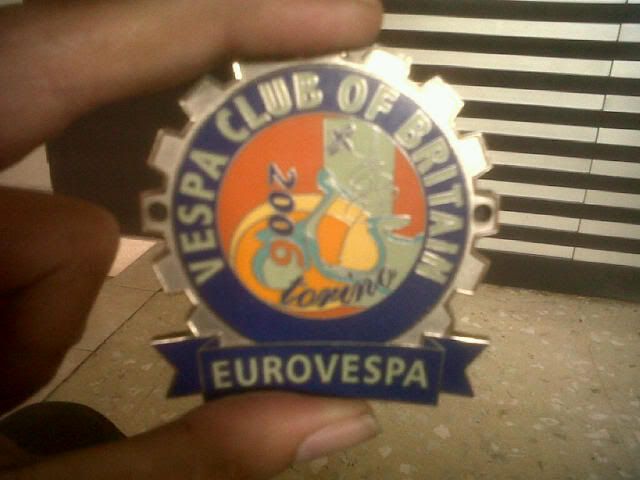 VESPA CLUB OF BRITAIN
2006
torino
EUROVESPA